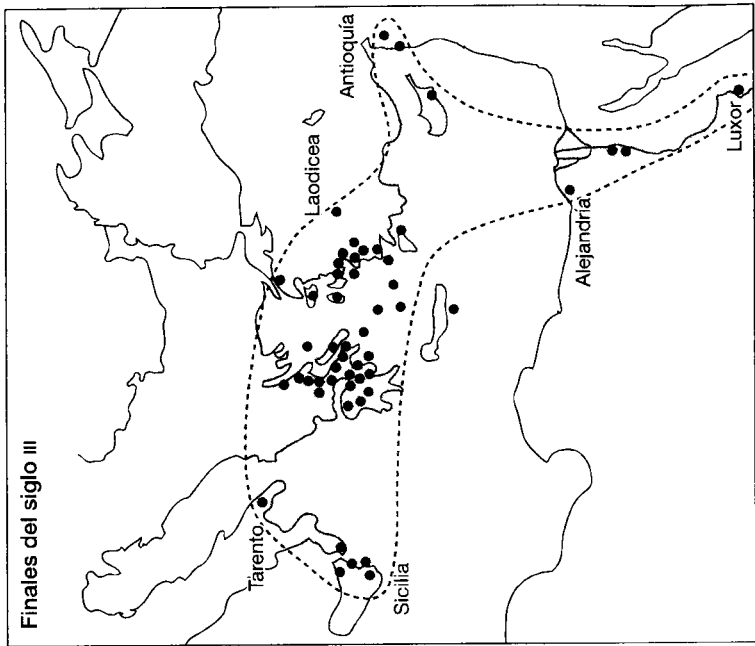 Finales del siglo III
Tarento
Sicilia
Laodicea
Antioquía
Alejandría
Luxor